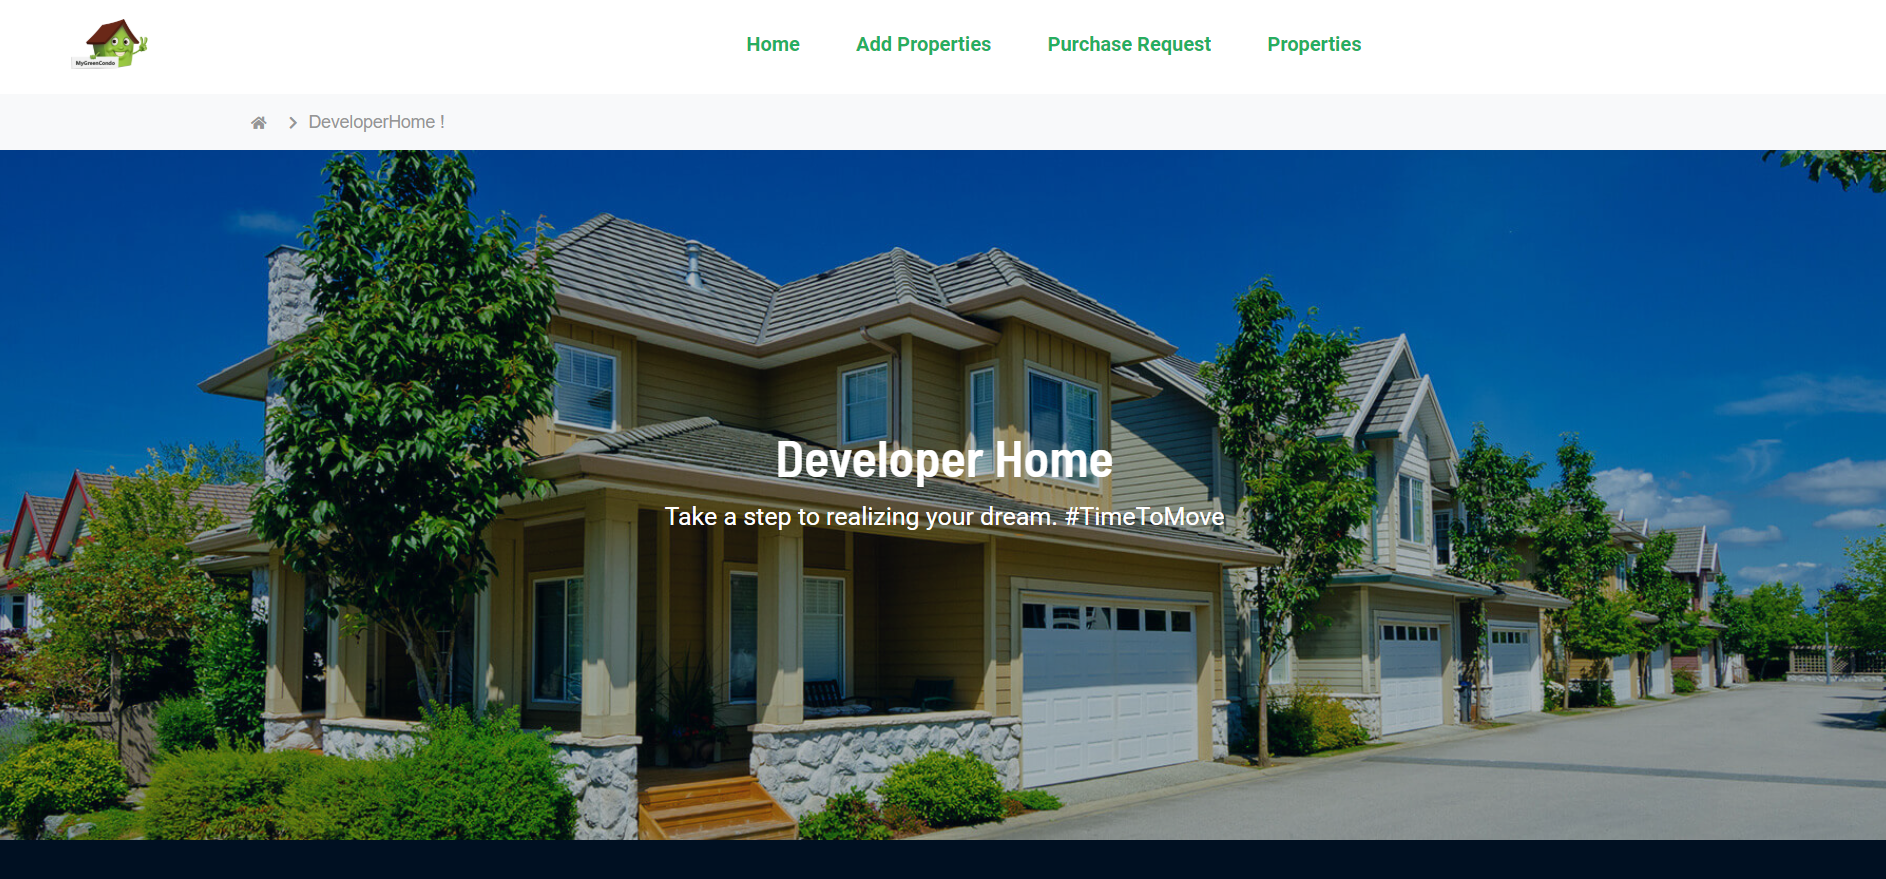 MyGreenCondo
Home Add Properties Purchase Request Properties
DeveloperHome !
Developer Home
Take a step to realizing your dream. #TimeToMove